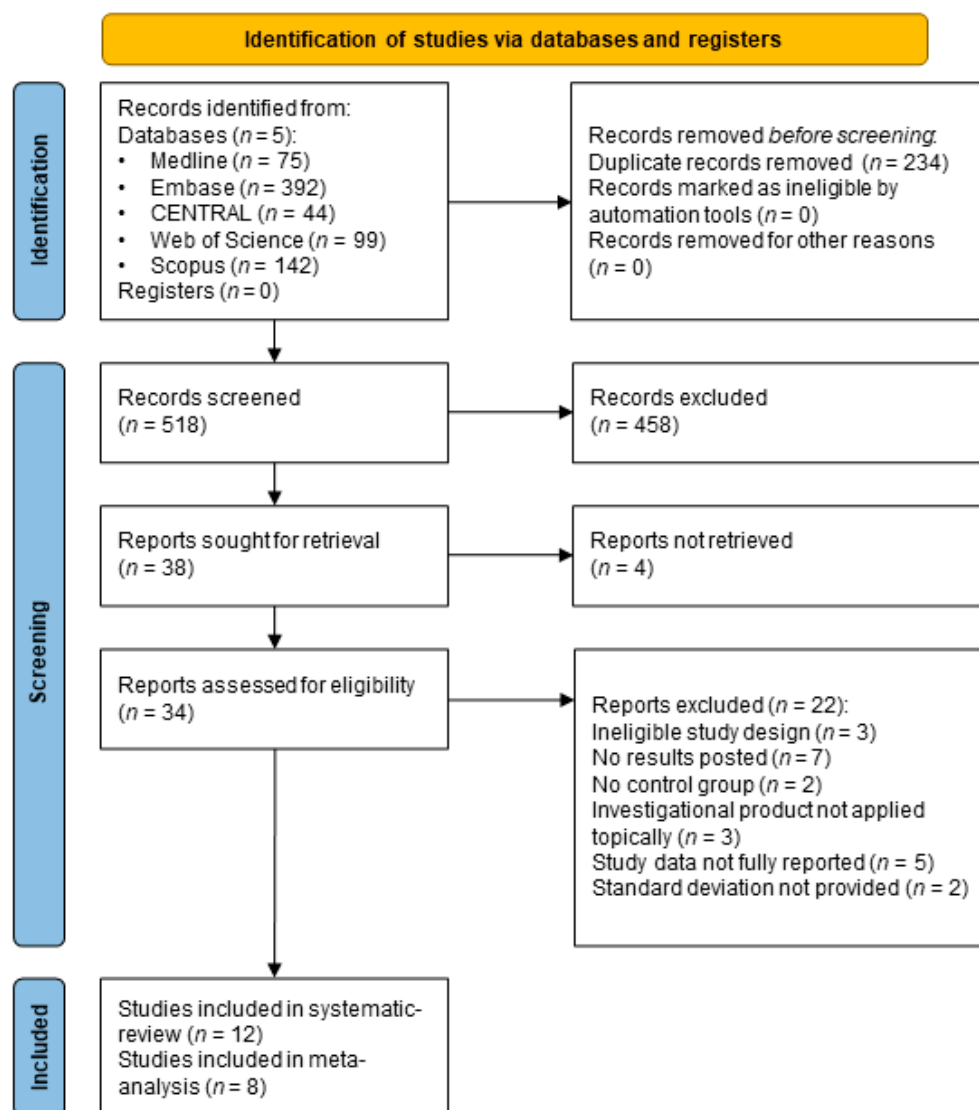 Identification of studies via databases and registers
Identification
Records identified from:
Databases (n = 5):
• Medline (n = 75)
• Embase (n = 392)
• CENTRAL (n = 44)
• Web of Science (n = 99)
• Scopus (n = 142)
Registers (n = 0)
Records removed before screening:
Duplicate records removed (n = 234)
Records marked as ineligible by
automation tools (n = 0)
Records removed for other reasons
(n = 0)
Screening
Records screened
(n = 518)
Records excluded
(n = 458)
Reports sought for retrieval
(n = 38)
Reports not retrieved
(n = 4)
Reports assessed for eligibility
(n = 34)
Reports excluded (n = 22):
Ineligible study design (n = 3)
No results posted (n = 7)
No control group (n = 2)
Investigational product not applied
topically (n = 3)
Study data not fully reported (n = 5)
Standard deviation not provided (n = 2)
Included
Studies included in systematic-
review (n = 12)
Studies included in meta-
analysis (n = 8)